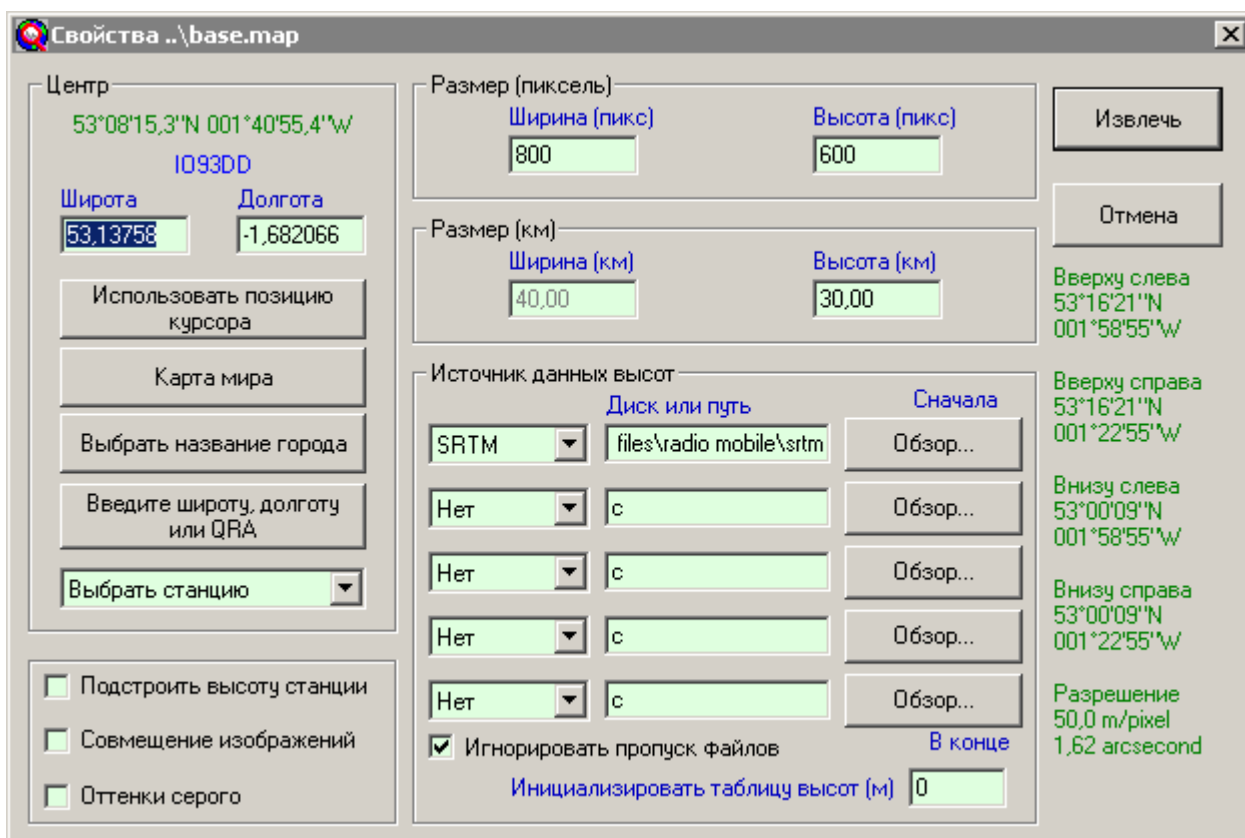 Свойства ..\base.map
Центр
53°08'15,3''N 001°40'55,4''W
IO93DD
Широта
Долгота
53,13758
-1,682066
Использовать позицию
курсора
Карта мира
Выбрать название города
Введите широту, долготу
или QRA
Выбрать станцию
Подстроить высоту станции
Совмещение изображений
Оттенки серого
Размер (пиксель)
Ширина (пикс)
Высота (пикс)
800
600
Размер (км)
Ширина (км)
Высота (км)
40,00
30,00
Источник данных высот
Диск или путь
Сначала
SRTM
files\radio mobile\srtm
Обзор...
Нет
c
Обзор...
Нет
c
Обзор...
Нет
c
Обзор...
Нет
c
Обзор...
Игнорировать пропуск файлов
В конце
Инициализировать таблицу высот (м)
0
Извлечь
Отмена
Вверху слева
53°16'21''N
001°58'55''W
Вверху справа
53°16'21''N
001°22'55''W
Внизу слева
53°00'09''N
001°58'55''W
Внизу справа
53°00'09''N
001°22'55''W
Разрешение
50,0 m/pixel
1,62 arcsecond